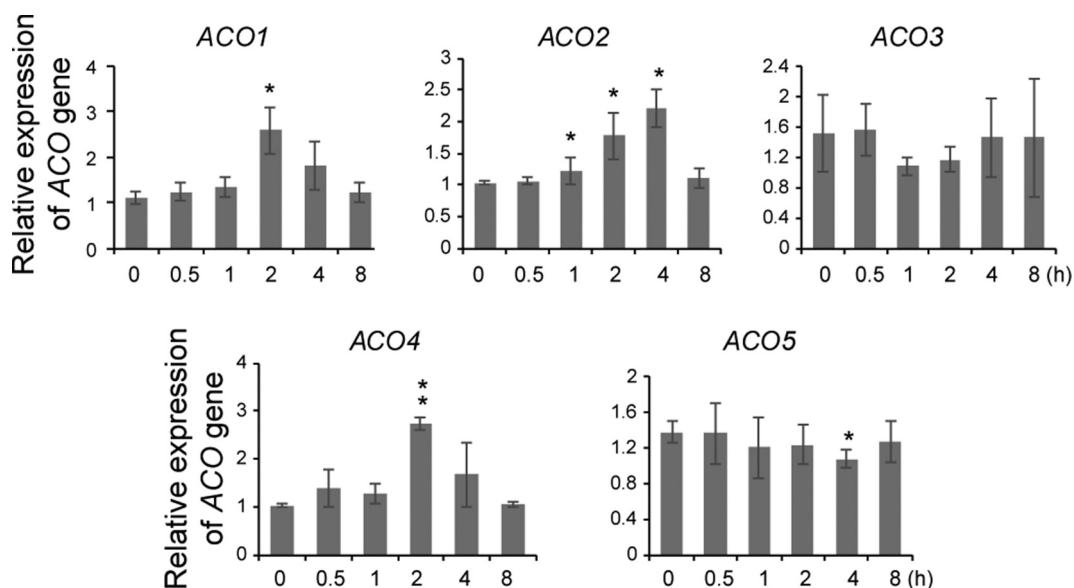 ACO1
ACO2
ACO3
Relative expression
of ACO gene
4
3
2
1
0
*
0 0.5 1 2 4 8
3
2.5
2
1.5
1
0.5
0
* * *
0 0.5 1 2 4 8
2.4
2
1.6
1.2
0.8
0.4
0
0 0.5 1 2 4 8 (h)
ACO4
ACO5
Relative expression
of ACO gene
4
3
2
1
0
*
*
0 0.5 1 2 4 8
2
1.6
1.2
0.8
0.4
0
*
0 0.5 1 2 4 8 (h)